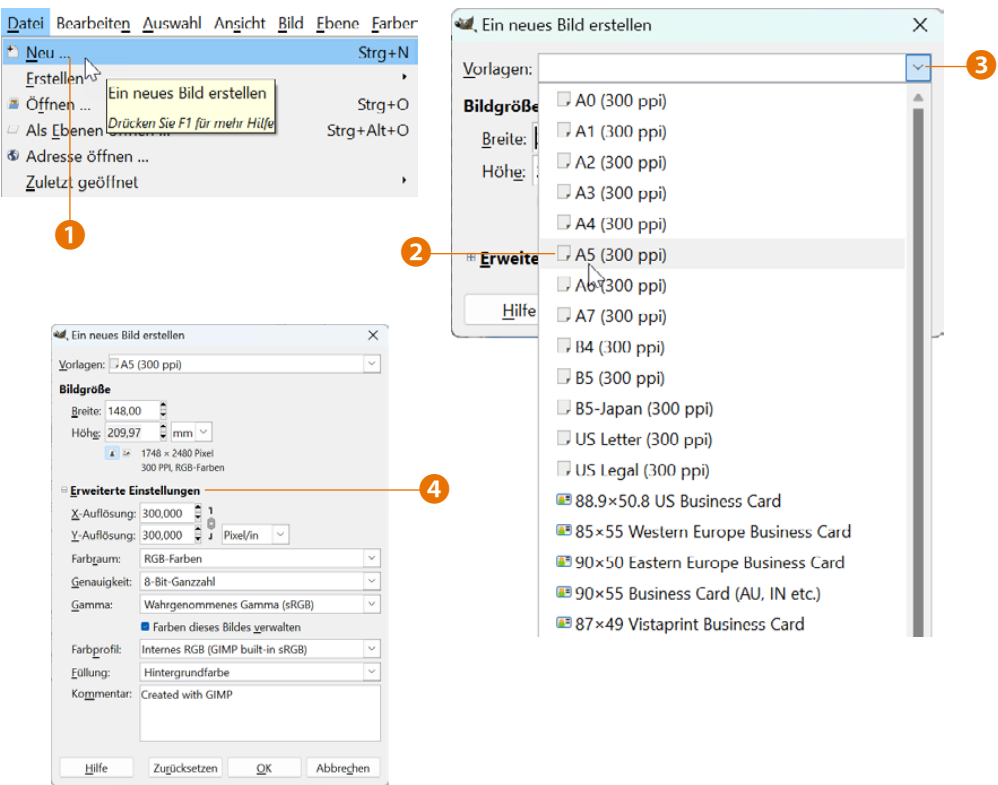 Datei Bearbeiten Auswahl Ansicht Bild Ebene Farben
Neu ... Strg+N
Erstellen
Ein neues Bild erstellen
Drücken Sie F1 für mehr Hilfe
Öffnen ... Strg+O
Als Ebenen öffnen ... Strg+Alt+O
Adresse öffnen ...
Zuletzt geöffnet
1
Ein neues Bild erstellen
Vorlagen:
3
Bildgröße
Breite:
Höhe:
2
Erweite
Hilfe
A0 (300 ppi)
A1 (300 ppi)
A2 (300 ppi)
A3 (300 ppi)
A4 (300 ppi)
A5 (300 ppi)
A6 (300 ppi)
A7 (300 ppi)
B4 (300 ppi)
B5 (300 ppi)
B5-Japan (300 ppi)
US Letter (300 ppi)
US Legal (300 ppi)
88.9×50.8 US Business Card
85×55 Western Europe Business Card
90×50 Eastern Europe Business Card
90×55 Business Card (AU, IN etc.)
87×49 Vistaprint Business Card
Ein neues Bild erstellen
Vorlagen: A5 (300 ppi)
Bildgröße
Breite: 148,00
Höhe: 209,97 mm
1748 × 2480 Pixel
300 PPI, RGB-Farben
Erweiterte Einstellungen
4
X-Auflösung: 300,000
Y-Auflösung: 300,000 Pixel/in
Farbraum: RGB-Farben
Genauigkeit: 8-Bit-Ganzzahl
Gamma: Wahrgenommenes Gamma (sRGB)
Farben dieses Bildes verwalten
Farbprofil: Internes RGB (GIMP built-in sRGB)
Füllung: Hintergrundfarbe
Kommentar: Created with GIMP
Hilfe Zurücksetzen OK Abbrechen